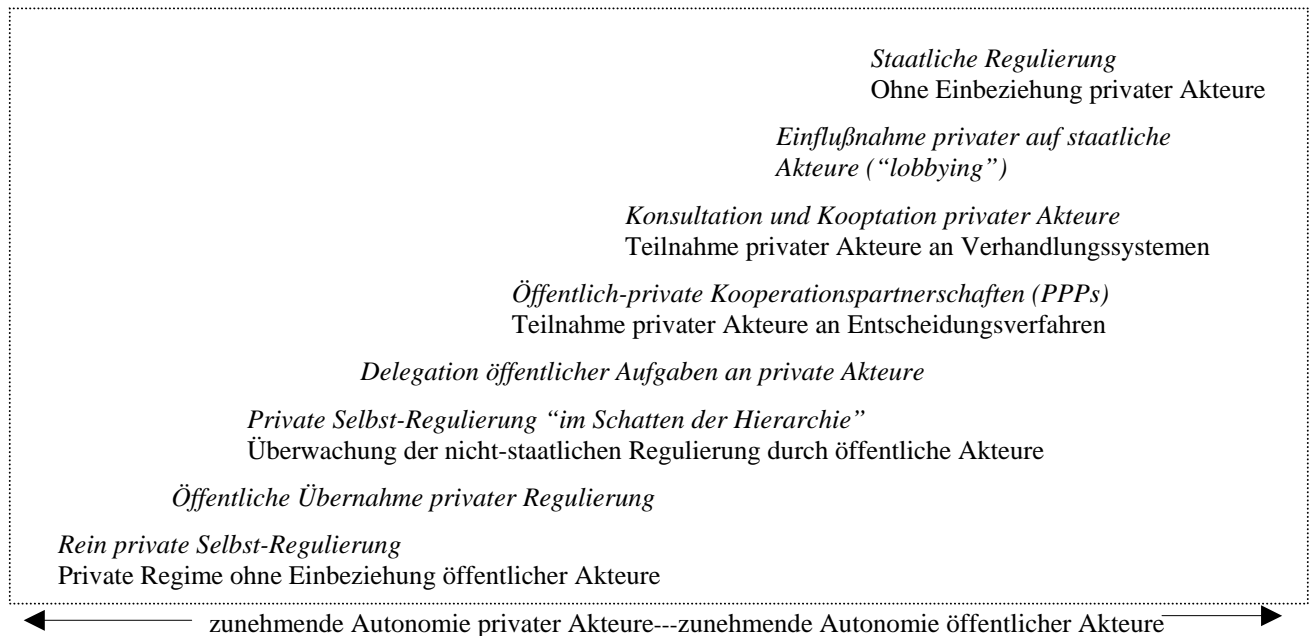 Staatliche Regulierung
Ohne Einbeziehung privater Akteure
Einflußnahme privater auf staatliche
Akteure (“lobbying”)
Konsultation und Kooptation privater Akteure
Teilnahme privater Akteure an Verhandlungssystemen
Öffentlich-private Kooperationspartnerschaften (PPPs)
Teilnahme privater Akteure an Entscheidungsverfahren
Delegation öffentlicher Aufgaben an private Akteure
Private Selbst-Regulierung “im Schatten der Hierarchie”
Überwachung der nicht-staatlichen Regulierung durch öffentliche Akteure
Öffentliche Übernahme privater Regulierung
Rein private Selbst-Regulierung
Private Regime ohne Einbeziehung öffentlicher Akteure
zunehmende Autonomie privater Akteure---zunehmende Autonomie öffentlicher Akteure